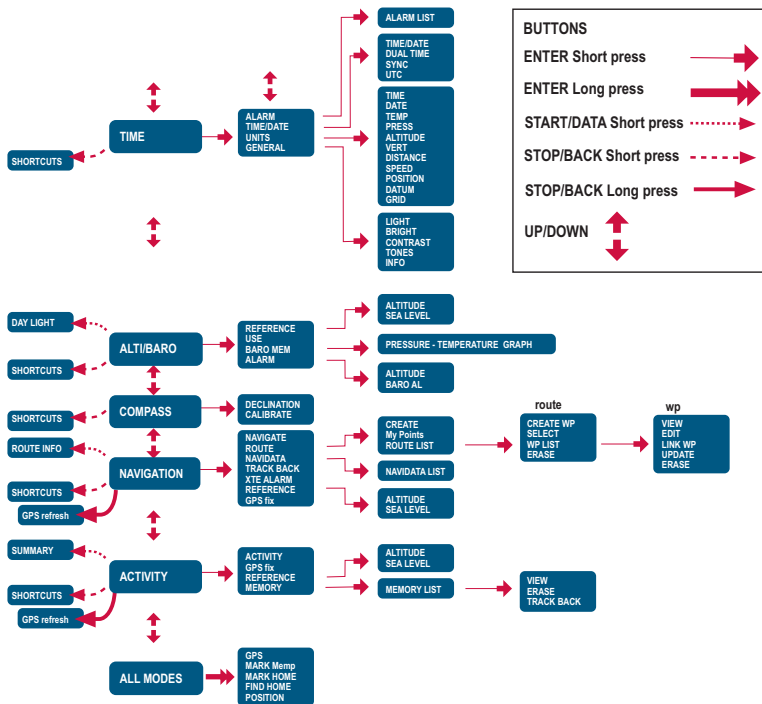 ALARM LIST
TIME/DATE
DUAL TIME
SYNC
UTC
TIME
SHORTCUTS
ALARM
TIME/DATE
UNITS
GENERAL
TIME
DATE
TEMP
PRESS
ALTITUDE
VERT
DISTANCE
SPEED
POSITION
DATUM
GRID
LIGHT
BRIGHT
CONTRAST
TONES
INFO
BUTTONS
ENTER Short press
ENTER Long press
START/DATA Short press
STOP/BACK Short press
STOP/BACK Long press
UP/DOWN
DAY LIGHT
ALTI/BARO
SHORTCUTS
REFERENCE
USE
BARO MEM
ALARM
ALTITUDE
SEA LEVEL
PRESSURE - TEMPERATURE GRAPH
ALTITUDE
BARO AL
SHORTCUTS
COMPASS
DECLINATION
CALIBRATE
ROUTE INFO
NAVIGATION
SHORTCUTS
GPS refresh
NAVIGATE
ROUTE
NAVIDATA
TRACK BACK
XTE ALARM
REFERENCE
GPS fix
CREATE
My Points
ROUTE LIST
NAVIDATA LIST
ALTITUDE
SEA LEVEL
route
CREATE WP
SELECT
WP LIST
ERASE
wp
VIEW
EDIT
LINK WP
UPDATE
ERASE
SUMMARY
ACTIVITY
SHORTCUTS
GPS refresh
ACTIVITY
GPS fix
REFERENCE
MEMORY
ALTITUDE
SEA LEVEL
MEMORY LIST
VIEW
ERASE
TRACK BACK
ALL MODES
GPS
MARK Memp
MARK HOME
FIND HOME
POSITION